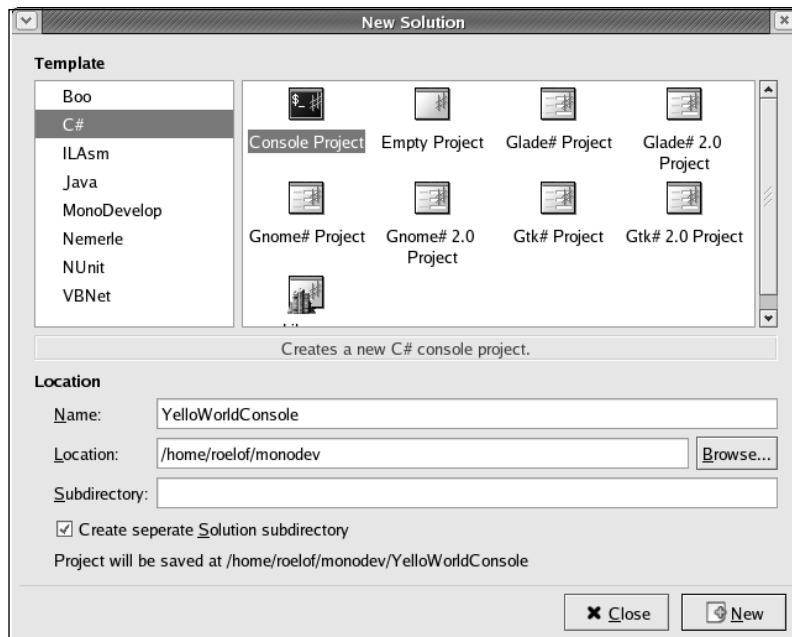 New Solution
Template
Boo
C#
ILAsm
Java
MonoDevelop
Nemerle
NUnit
VBNet
$_
Console Project
Empty Project
Glade# Project
Glade# 2.0
Project
Gnome# Project
Gnome# 2.0
Project
Gtk# Project
Gtk# 2.0 Project
Creates a new C# console project.
Location
Name: YelloWorldConsole
Location: /home/roelof/monodev Browse...
Subdirectory:
Create seperate Solution subdirectory
Project will be saved at /home/roelof/monodev/YelloWorldConsole
Close New